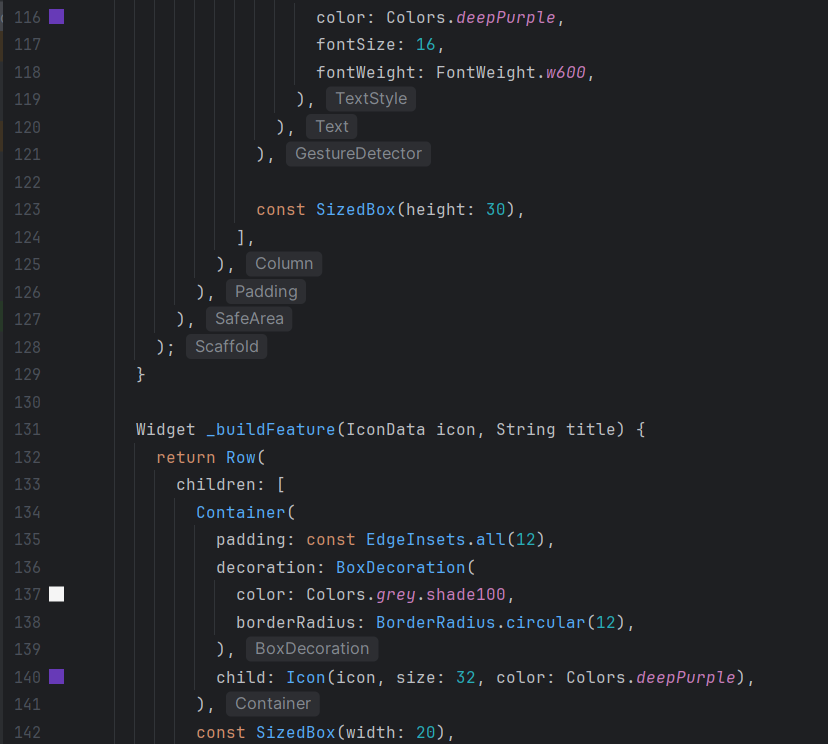 116 color: Colors.deepPurple,
117 fontSize: 16,
118 fontWeight: FontWeight.w600,
119 ), TextStyle
120 ), Text
121 ), GestureDetector
122
123 const SizedBox(height: 30),
124 ],
125 ), Column
126 ), Padding
127 ), SafeArea
128 ); Scaffold
129 }
130
131 Widget _buildFeature(IconData icon, String title) {
132 return Row(
133 children: [
134 Container(
135 padding: const EdgeInsets.all(12),
136 decoration: BoxDecoration(
137 color: Colors.grey.shade100,
138 borderRadius: BorderRadius.circular(12),
139 ), BoxDecoration
140 child: Icon(icon, size: 32, color: Colors.deepPurple),
141 ), Container
142 const SizedBox(width: 20),